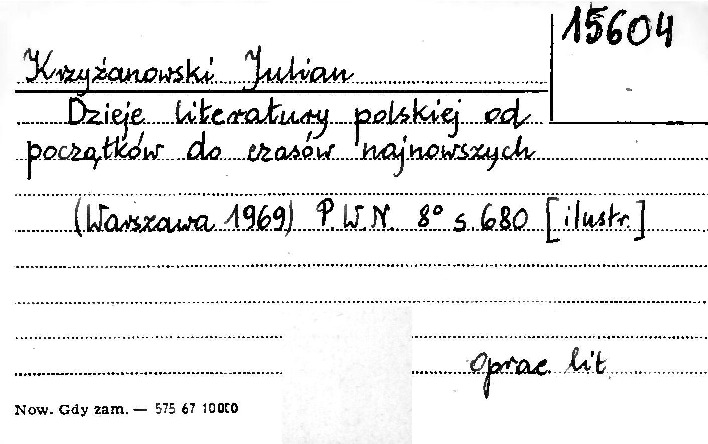 15604
Krzyżanowski Julian
Dzieje literatury polskiej od
początków do czasów najnowszych
(Warszawa 1969) P.W.N. 8° s. 680 [ilustr.]
oprac. lit
Now. Gdy zam. — 575 67 10000